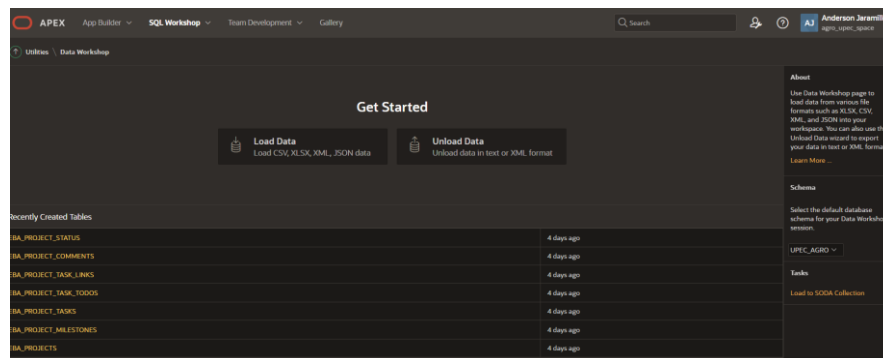 APEX App Builder SQL Workshop Team Development Gallery Search AJ Anderson Jaramill
agro_upec_space
Utilities \ Data Workshop
Get Started
Load Data
Load CSV, XLSX, XML, JSON data
Unload Data
Unload data in text or XML format
Recently Created Tables
EBA_PROJECT_STATUS 4 days ago
EBA_PROJECT_COMMENTS 4 days ago
EBA_PROJECT_TASK_LINKS 4 days ago
EBA_PROJECT_TASK_TODOS 4 days ago
EBA_PROJECT_TASKS 4 days ago
EBA_PROJECT_MILESTONES 4 days ago
EBA_PROJECTS 4 days ago
About
Use Data Workshop page to
load data from various file
formats such as XLSX, CSV,
XML, and JSON into your
workspace. You can also use th
Unload Data wizard to export
your data in text or XML forma
Learn More ...
Schema
Select the default database
schema for your Data Worksho
session.
UPEC_AGRO
Tasks
Load to SODA Collection